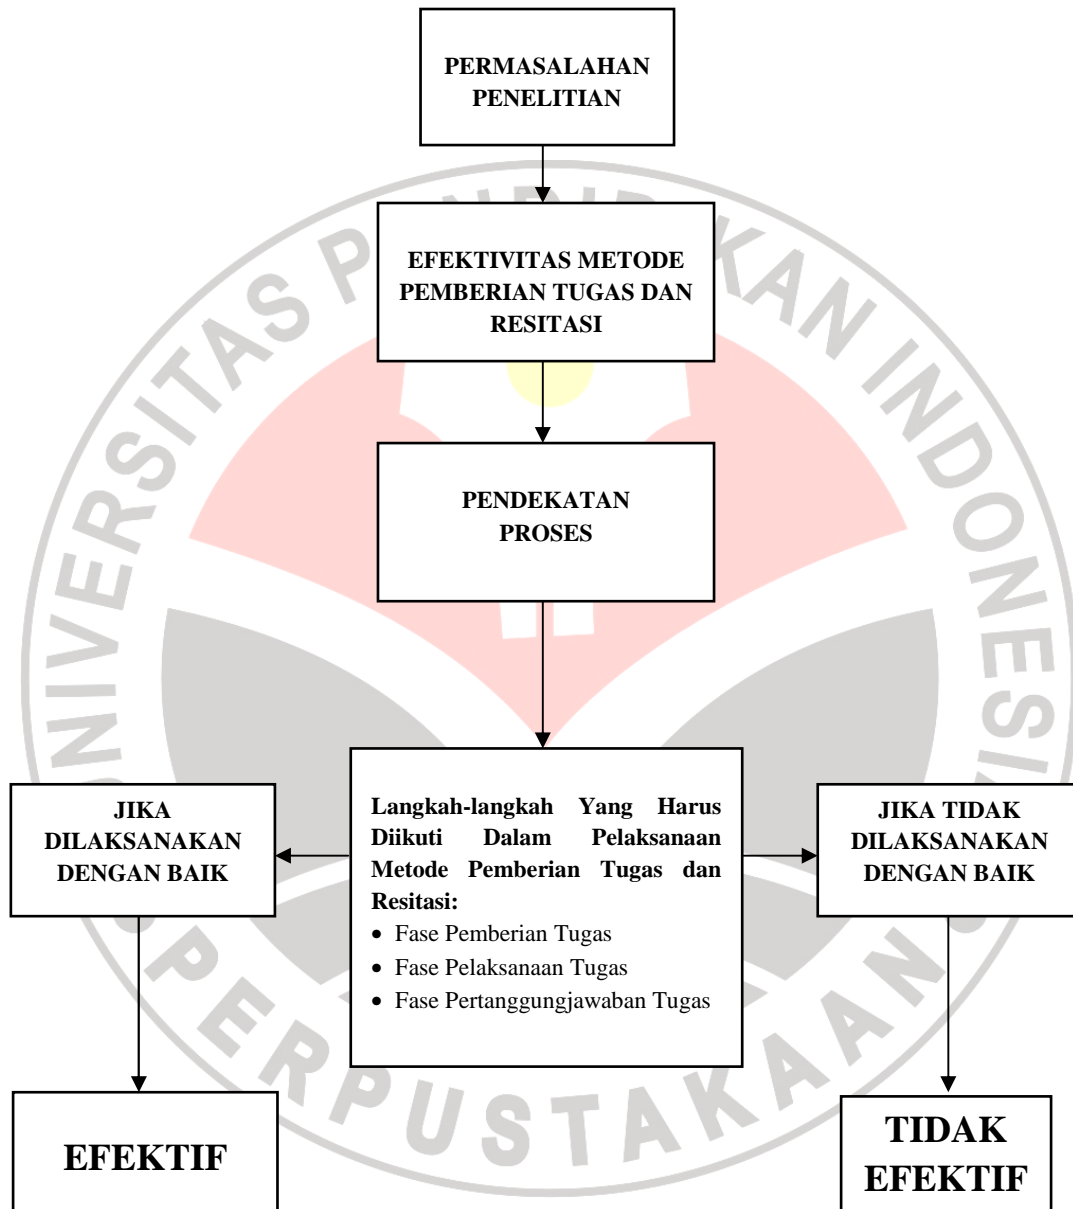 PERMASALAHAN
PENELITIAN
EFEKTIVITAS METODE
PEMBERIAN TUGAS DAN
RESITASI
PENDEKATAN
PROSES
Langkah-langkah Yang Harus
Diikuti Dalam Pelaksanaan
Metode Pemberian Tugas dan
Resitasi:
• Fase Pemberian Tugas
• Fase Pelaksanaan Tugas
• Fase Pertanggungjawaban Tugas
JIKA
DILAKSANAKAN
DENGAN BAIK
JIKA TIDAK
DILAKSANAKAN
DENGAN BAIK
EFEKTIF
TIDAK
EFEKTIF
UNIVERSITAS PENDIDIKAN INDONESIA
PERPUSTAKAAN